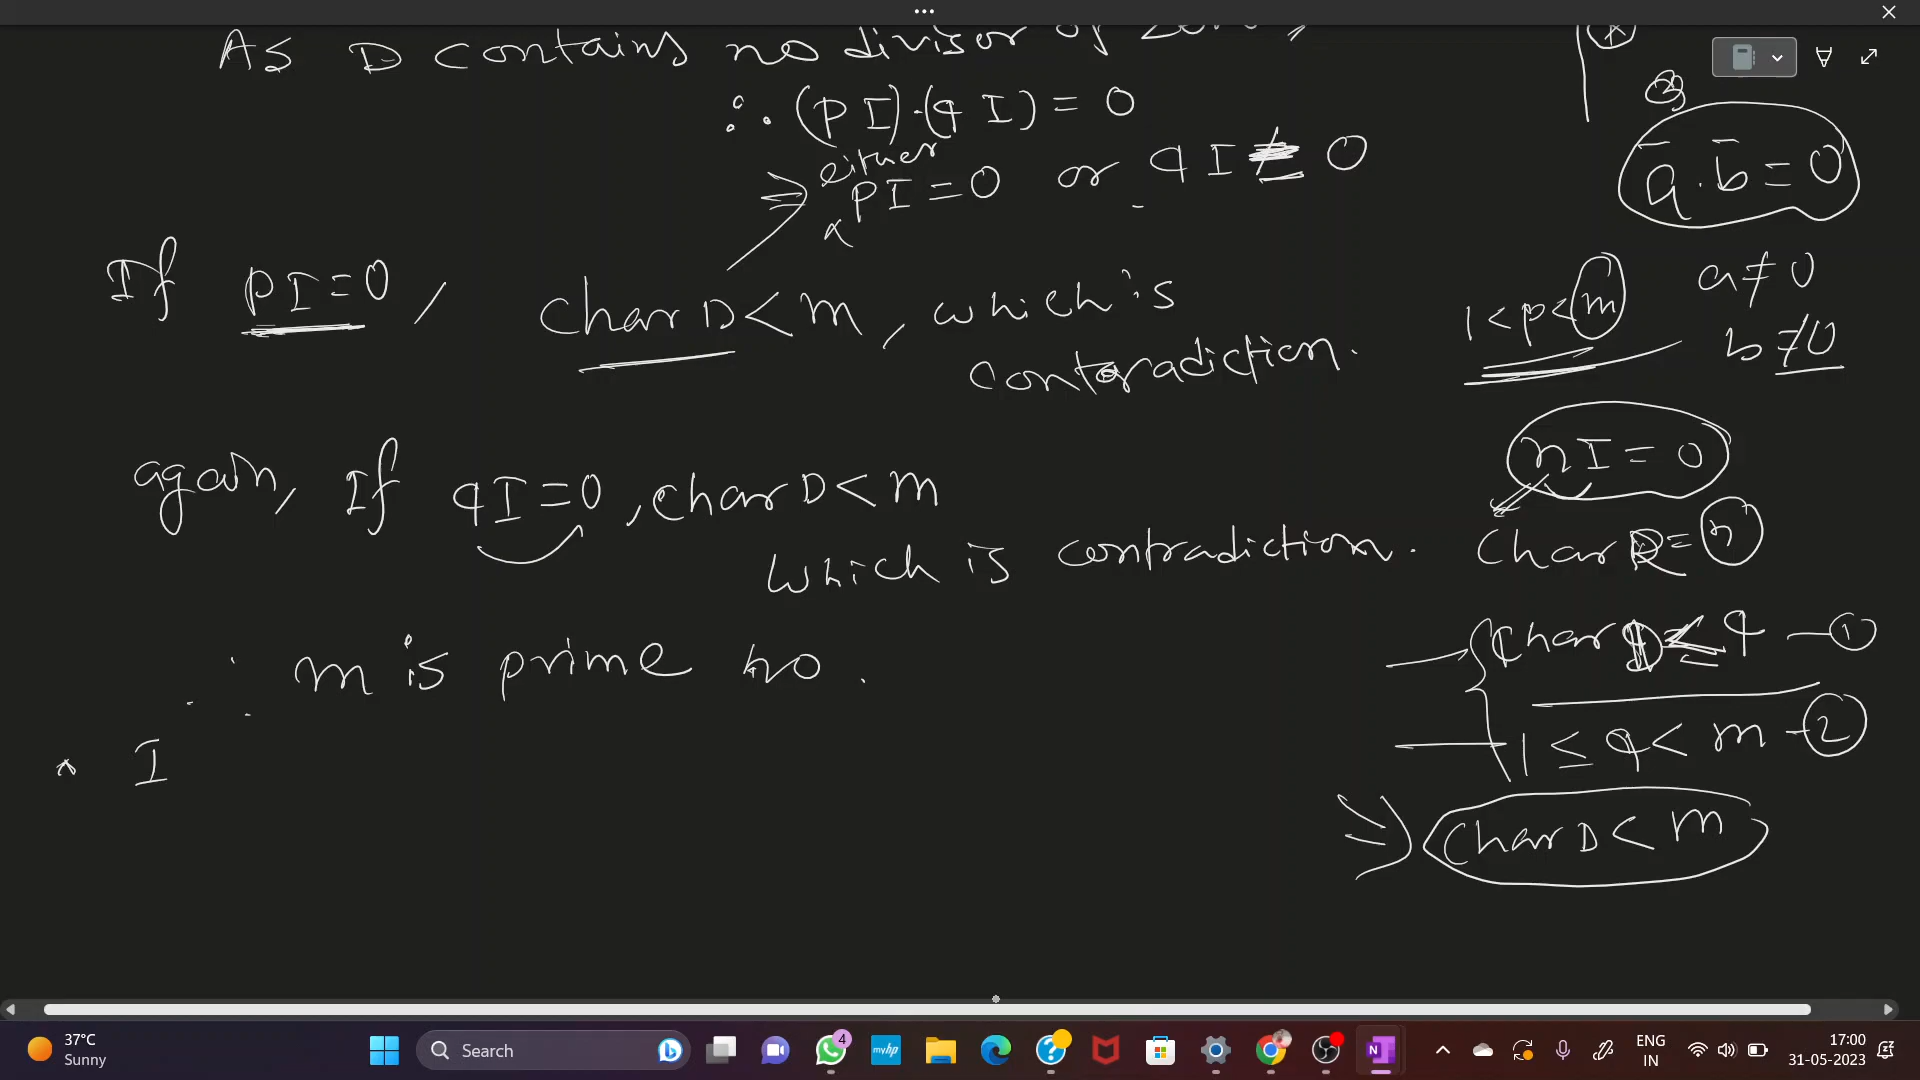 As D contains no divisor of zero,
∴ (pI)·(qI) = 0
⇒ either pI = 0 or qI = 0
If pI = 0, char D < m, which is
contradiction.
again, If qI = 0, char D < m
which is contradiction.
∴ m is prime no.
* I
a̅ . b̅ = 0
a ≠ 0
b ≠ 0
1 < p < m
nI = 0
Char R = n
Char D ≤ q — ①
1 ≤ q < m — ②
⇒ Char D < m
37°C
Sunny
Search
4
myhp
N
ENG
IN
17:00
31-05-2023